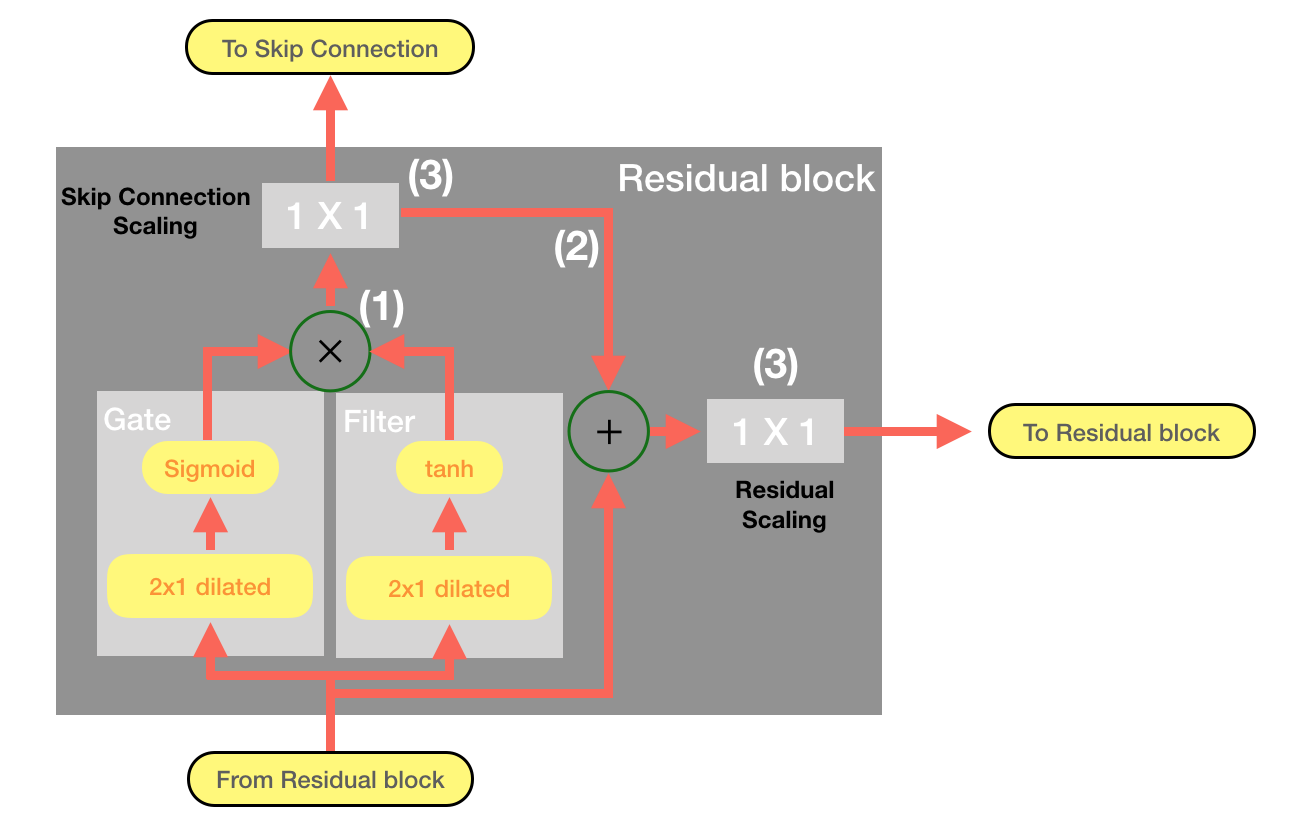 To Skip Connection
(3)
Residual block
Skip Connection
Scaling
1 X 1
(2)
(1)
×
(3)
Gate
Filter
+
1 X 1
To Residual block
Sigmoid
tanh
Residual
Scaling
2x1 dilated
2x1 dilated
From Residual block